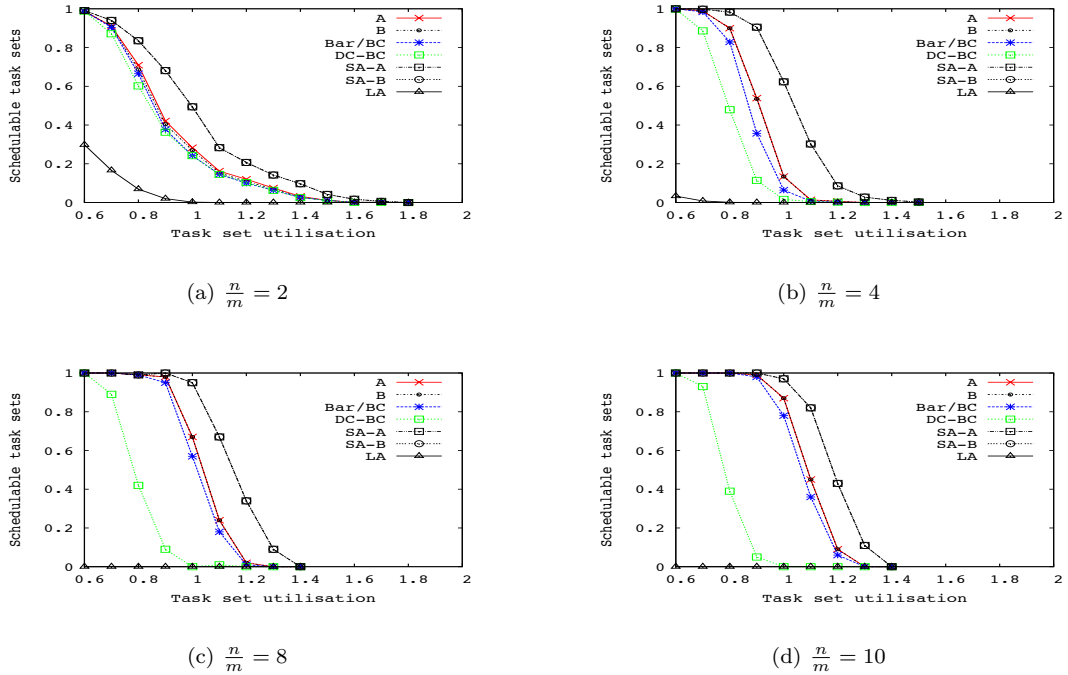 1
0.8
0.6
0.4
0.2
0
0.6 0.8 1 1.2 1.4 1.6 1.8 2
Schedulable task sets
Task set utilisation
A
B
Bar/BC
DC-BC
SA-A
SA-B
LA
(a) n/m = 2
1
0.8
0.6
0.4
0.2
0
0.6 0.8 1 1.2 1.4 1.6 1.8 2
Schedulable task sets
Task set utilisation
A
B
Bar/BC
DC-BC
SA-A
SA-B
LA
(b) n/m = 4
1
0.8
0.6
0.4
0.2
0
0.6 0.8 1 1.2 1.4 1.6 1.8 2
Schedulable task sets
Task set utilisation
A
B
Bar/BC
DC-BC
SA-A
SA-B
LA
(c) n/m = 8
1
0.8
0.6
0.4
0.2
0
0.6 0.8 1 1.2 1.4 1.6 1.8 2
Schedulable task sets
Task set utilisation
A
B
Bar/BC
DC-BC
SA-A
SA-B
LA
(d) n/m = 10